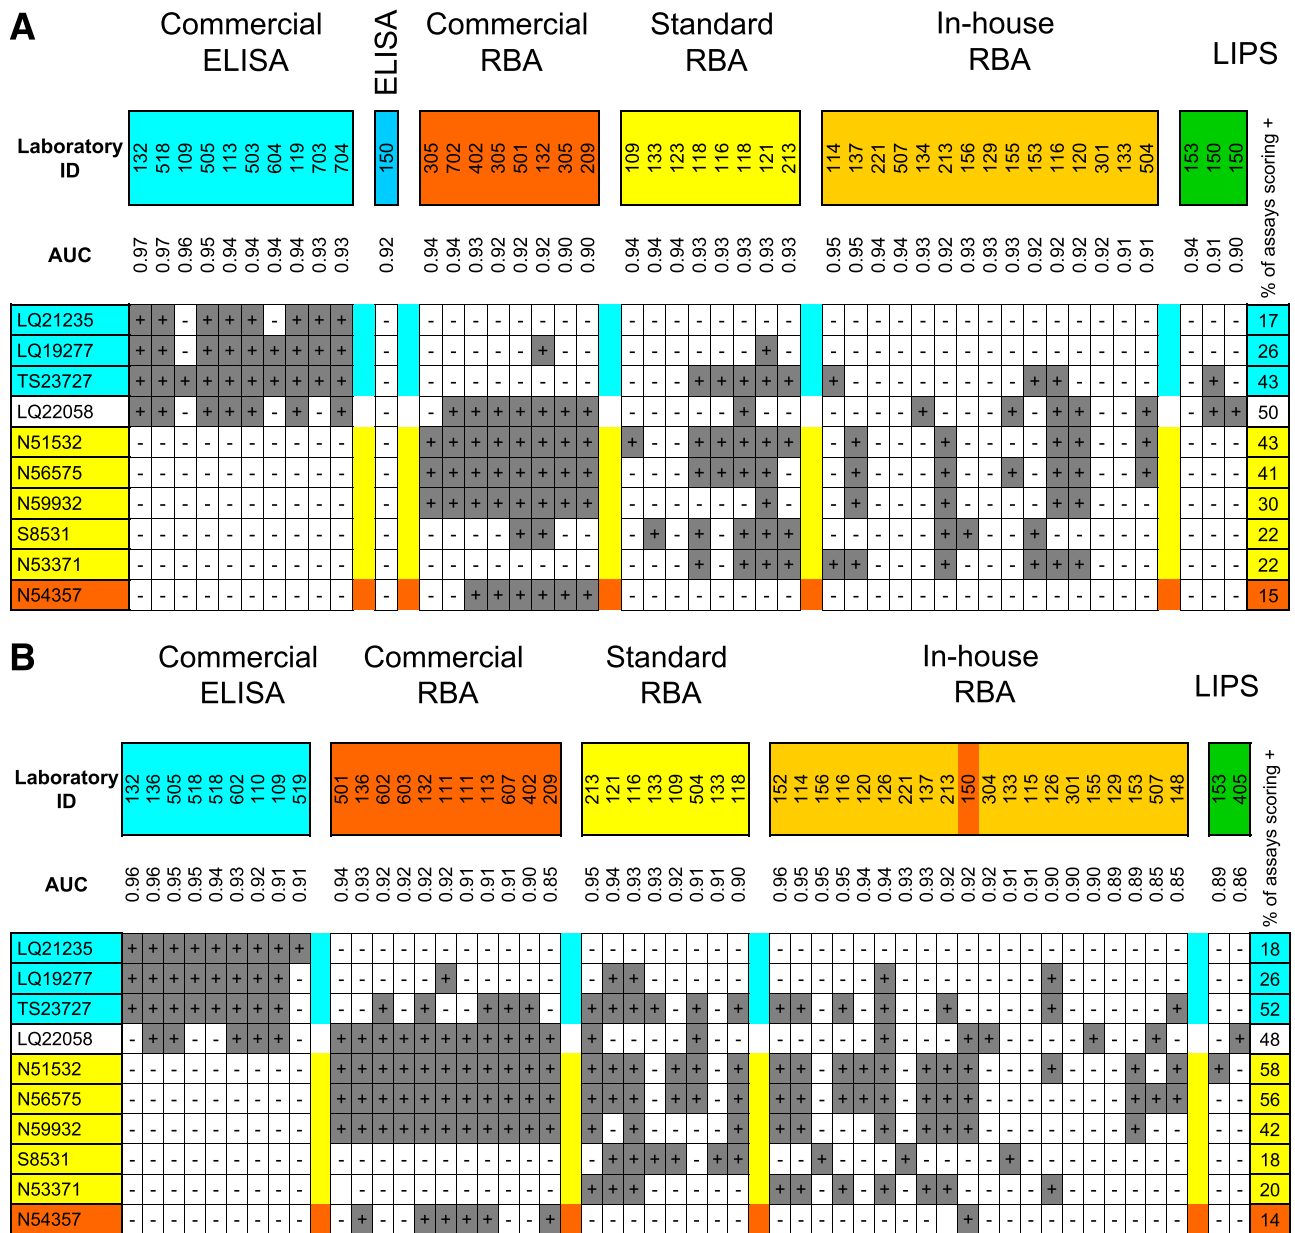 A
Commercial
ELISA
ELISA
Commercial
RBA
Standard
RBA
In-house
RBA
LIPS
Laboratory
ID
132 518 109 505 113 503 604 119 703 704 150 305 702 402 305 501 132 305 209 109 133 123 118 116 118 121 213 114 137 221 507 134 213 156 129 155 153 116 120 301 133 504 153 150 150
% of assays scoring +
AUC 0.97 0.97 0.96 0.95 0.94 0.94 0.94 0.94 0.93 0.93 0.92 0.94 0.94 0.93 0.92 0.92 0.92 0.90 0.90 0.94 0.94 0.94 0.93 0.93 0.93 0.93 0.93 0.95 0.95 0.94 0.94 0.93 0.93 0.93 0.93 0.93 0.92 0.92 0.92 0.92 0.91 0.91 0.94 0.91 0.90
LQ21235 + + - + + + - + + + - - - - - - - - - - - - - - - - - - - - - - - - - - - - - - - - - - - 17
LQ19277 + + - + + + + + + + - - - - - - + - - - - - - - - + - - - - - - - - - - - - - - - - - - - 26
TS23727 + + + + + + + + + + - - - - - - - - - - - - + + + + + + - - - - - - - - + + - - - - - + - 43
LQ22058 + + - + + + - + - + - - + + + + + + + - - - - - + - - - - - - + - - - + - + + - - + - + + 50
N51532 - - - - - - - - - - - + + + + + + + + + - - + + + + + - + - - - + - - - - + + - - + - - - 43
N56575 - - - - - - - - - - - + + + + + + + + - - - + + + + - - + - - - + - - + - + + - - + - - - 41
N59932 - - - - - - - - - - - + + + + + + + + - - - - - - + - - + - - - + - - - - + + - - - - - - 30
S8531 - - - - - - - - - - - - - - - + + - - - + - + - + + + - - - - - + + - - + - - - - - - - - 22
N53371 - - - - - - - - - - - - - - - - - - - - - - + - + + + + + - - - + - - - + + + - - - - - - 22
N54357 - - - - - - - - - - - - - + + + + + + - - - - - - - - - - - - - - - - - - - - - - - - - - 15
B
Commercial
ELISA
Commercial
RBA
Standard
RBA
In-house
RBA
LIPS
Laboratory
ID
132 136 505 518 518 602 110 109 519 501 136 602 603 132 111 111 113 607 402 209 213 121 116 133 109 504 133 118 152 114 156 116 120 126 221 137 213 150 304 133 115 126 301 155 129 153 507 148 153 405
% of assays scoring +
AUC 0.96 0.96 0.95 0.95 0.94 0.93 0.92 0.91 0.91 0.94 0.93 0.92 0.92 0.92 0.92 0.91 0.91 0.91 0.90 0.85 0.95 0.94 0.93 0.93 0.92 0.91 0.91 0.90 0.96 0.95 0.95 0.95 0.94 0.94 0.93 0.93 0.92 0.92 0.92 0.91 0.91 0.90 0.90 0.90 0.89 0.89 0.85 0.85 0.89 0.86
LQ21235 + + + + + + + + + - - - - - - - - - - - - - - - - - - - - - - - - - - - - - - - - - - - - - - - - - 18
LQ19277 + + + + + + + + - - - - - - + - - - - - - + + - - - - - - - - - - + - - - - - - - + - - - - - - - - 26
TS23727 + + + + + + + + - - - + - + - - + + + - + + + + - + - + + + - + - + - - + - - - - + - - - - - + - - 52
LQ22058 - + + - - + + + - + + + + + + + + + + + + - - - - + - - - - - - - + - - - + + - - - - + - - + - - + 48
N51532 - - - - - - - - - + + + + + + + + + + + + + + - + + - + + + - + + + - + + + - - - + - - - + - + + - 58
N56575 - - - - - - - - - + + + + + + + + + + + + + + - + + - + + + - + + + - + + + - - - - - - - + + + - - 56
N59932 - - - - - - - - - + + + + + + + + + + + + - + - - - - + + + - - - + - + + + - - - - - - - + - - - - 42
S8531 - - - - - - - - - - - - - - - - - - - - - + + + + - + + - - + - - - + - - - - + - - - - - - - - - - 18
N53371 - - - - - - - - - - - - - - - - - - - - + + + - - - - - + + - + - + - + + - - - - + - - - - - - - - 20
N54357 - - - - - - - - - - + - - + + + + - - + - - - - - - - - - - - - - - - - - + - - - - - - - - - - - - 14